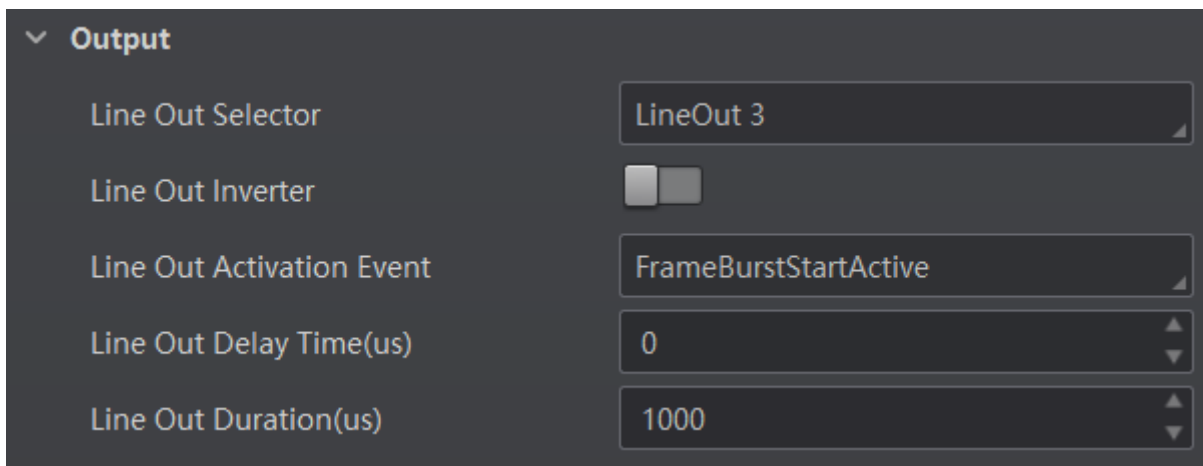 Output
Line Out Selector LineOut 3
Line Out Inverter
Line Out Activation Event FrameBurstStartActive
Line Out Delay Time(us) 0
Line Out Duration(us) 1000